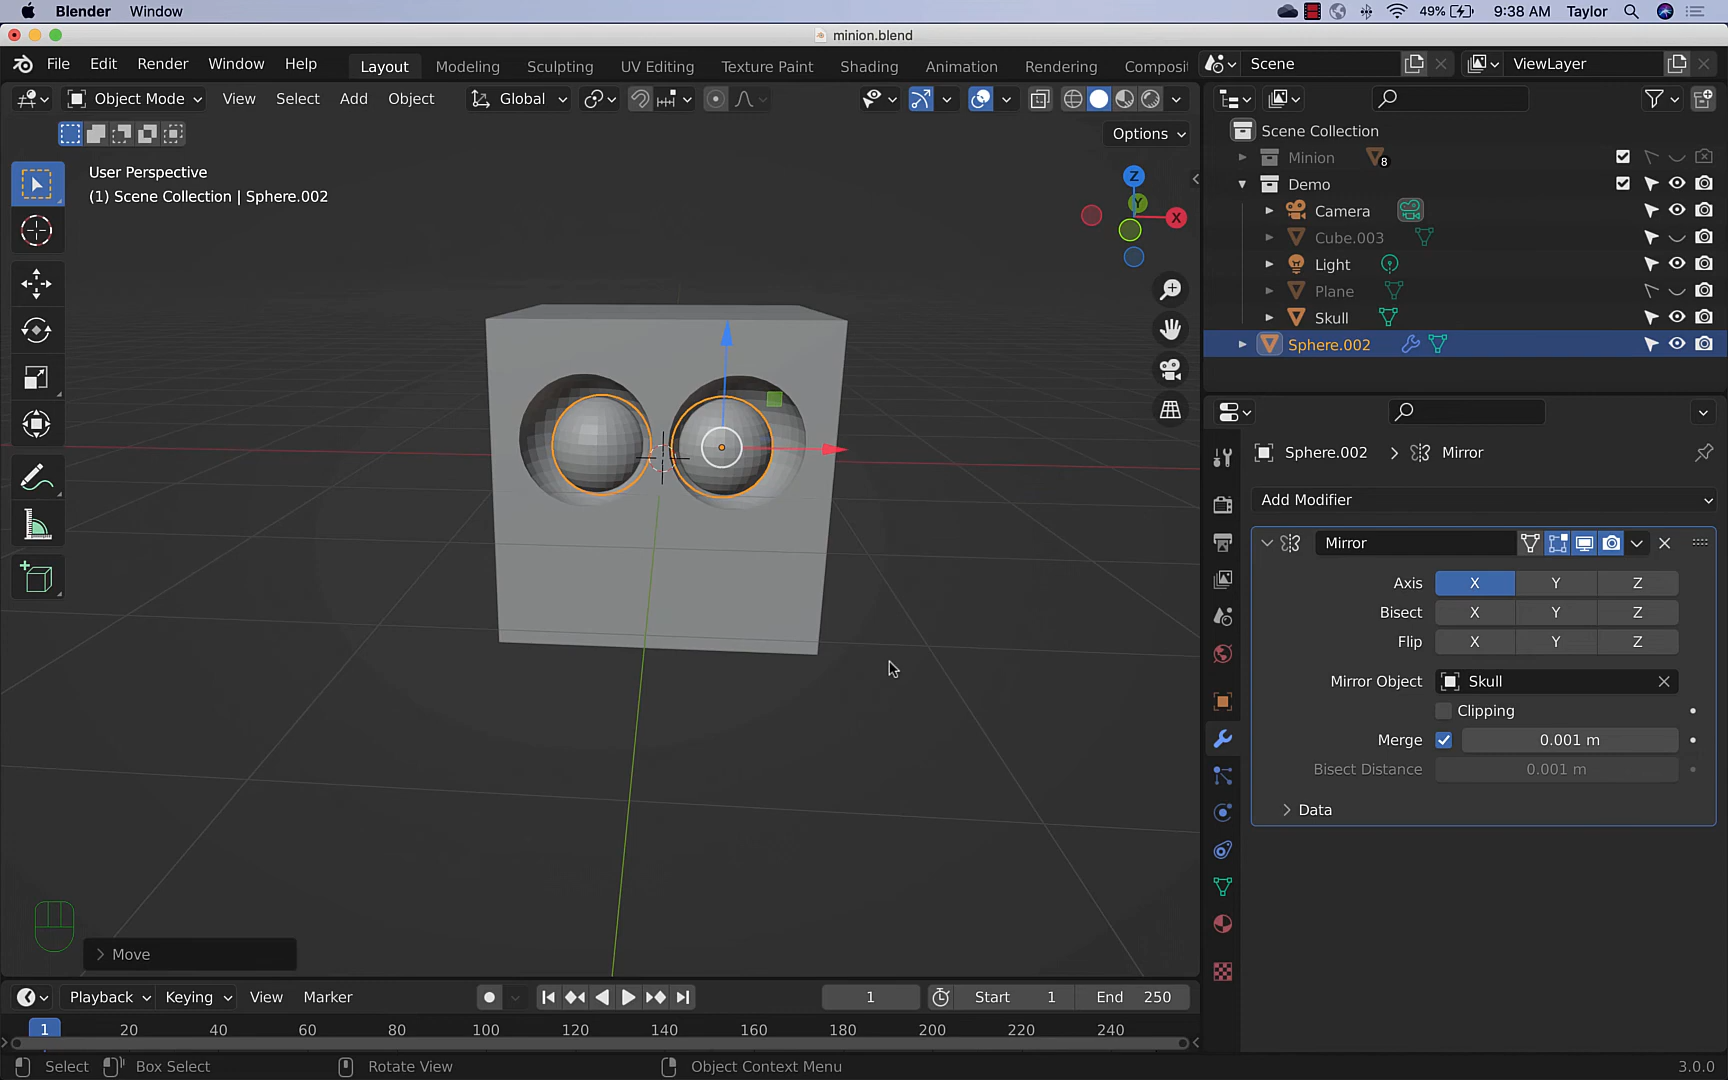 Blender Window 49% 9:38 AM Taylor
minion.blend
File Edit Render Window Help Layout Modeling Sculpting UV Editing Texture Paint Shading Animation Rendering Composit Scene ViewLayer
Object Mode View Select Add Object Global
Options
User Perspective
(1) Scene Collection | Sphere.002
Z
Y
X
Scene Collection
Minion 8
Demo
Camera
Cube.003
Light
Plane
Skull
Sphere.002
Sphere.002 > Mirror
Add Modifier
Mirror
Axis X Y Z
Bisect X Y Z
Flip X Y Z
Mirror Object Skull
Clipping
Merge 0.001 m
Bisect Distance 0.001 m
Data
Move
Playback Keying View Marker 1 Start 1 End 250
1 20 40 60 80 100 120 140 160 180 200 220 240
Select Box Select Rotate View Object Context Menu 3.0.0